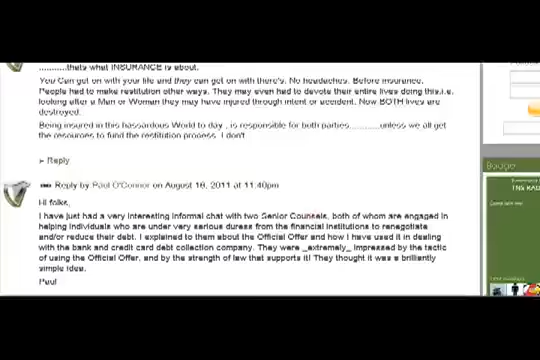 ............thats what INSURANCE is about.
You Can get on with your life and they can get on with there's. No headaches. Before insurance.
People had to make restitution other ways. They may even had to devote their entire lives doing this.i.e.
looking after a Man or Woman they may have injured through intent or accident. Now BOTH lives are
destroyed.
Being insured in this hassardous World to day , is responsible for both parties............unless we all get
the resources to fund the restitution process. I don't
Reply
Reply by Paul O'Connor on August 18, 2011 at 11:40pm
Hi folks,
I have just had a very interesting informal chat with two Senior Counsels, both of whom are engaged in
helping individuals who are under very serious duress from the financial institutions to renegotiate
and/or reduce their debt. I explained to them about the Official Offer and how I have used it in dealing
with the bank and credit card debt collection company. They were _extremely_ impressed by the tactic
of using the Official Offer, and by the strength of law that supports it! They thought it was a brilliantly
simple idea.
Paul
Badge